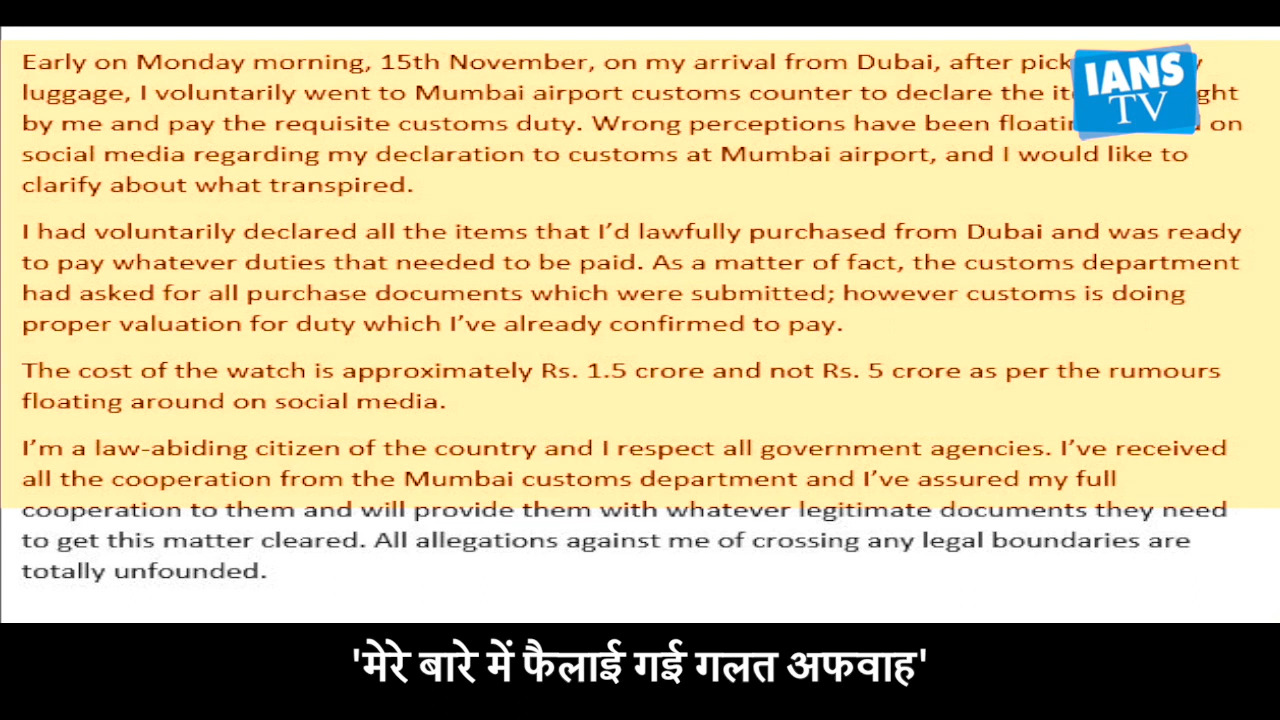 Early on Monday morning, 15th November, on my arrival from Dubai, after
luggage, I voluntarily went to Mumbai airport customs counter to declare the
by me and pay the requisite customs duty. Wrong perceptions have been on
social media regarding my declaration to customs at Mumbai airport, and I would like to
clarify about what transpired.
I had voluntarily declared all the items that I’d lawfully purchased from Dubai and was ready
to pay whatever duties that needed to be paid. As a matter of fact, the customs department
had asked for all purchase documents which were submitted; however customs is doing
proper valuation for duty which I’ve already confirmed to pay.
The cost of the watch is approximately Rs. 1.5 crore and not Rs. 5 crore as per the rumours
floating around on social media.
I’m a law-abiding citizen of the country and I respect all government agencies. I’ve received
all the cooperation from the Mumbai customs department and I’ve assured my full
cooperation to them and will provide them with whatever legitimate documents they need
to get this matter cleared. All allegations against me of crossing any legal boundaries are
totally unfounded.
IANS
TV
'मेरे बारे में फैलाई गई गलत अफवाह'